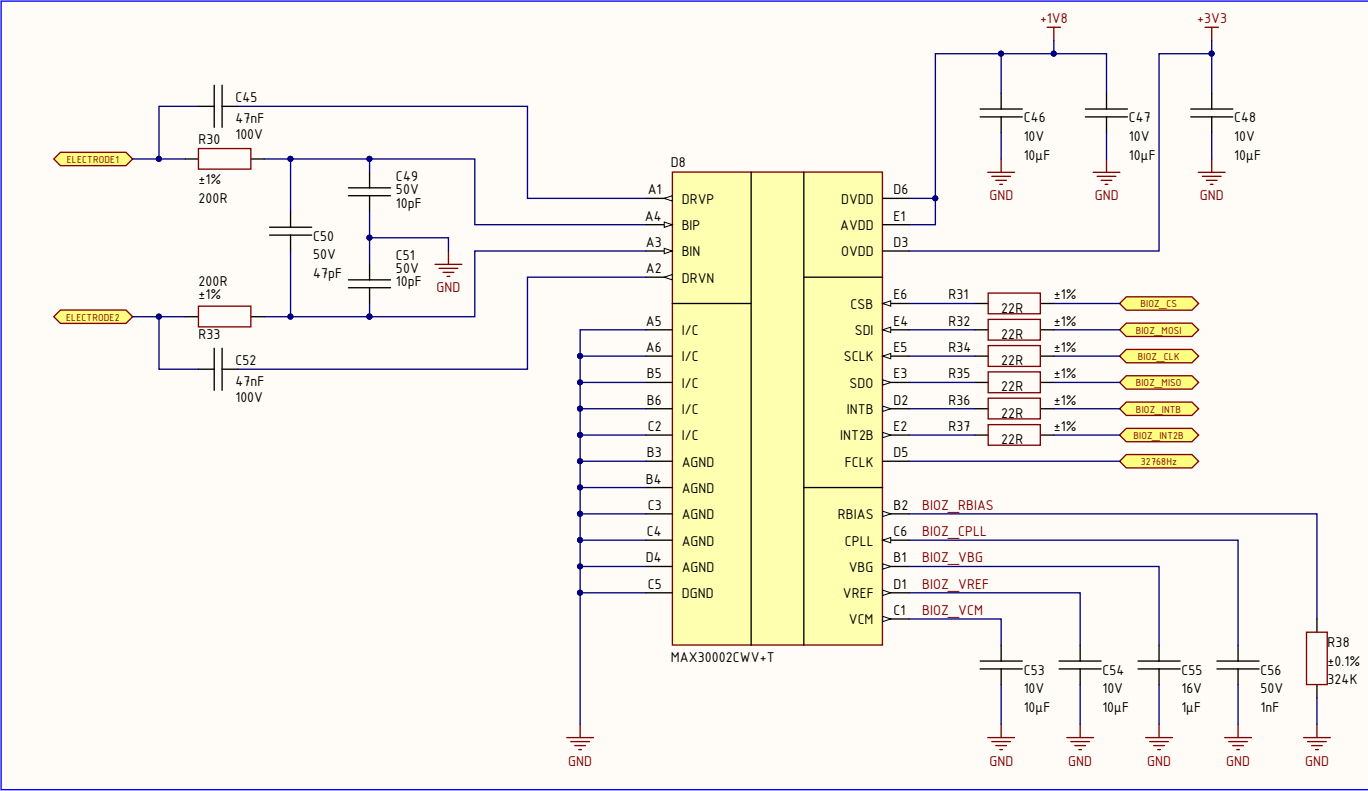 +1V8
+3V3
C45
47nF
100V
R30
ELECTRODE1
±1%
200R
C49
50V
10pF
C50
50V
47pF
C51
50V
10pF
GND
200R
±1%
ELECTRODE2
R33
C52
47nF
100V
C46
10V
10µF
GND
C47
10V
10µF
GND
C48
10V
10µF
GND
D8
A1 DRVP
A4 BIP
A3 BIN
A2 DRVN
A5 I/C
A6 I/C
B5 I/C
B6 I/C
C2 I/C
B3 AGND
B4 AGND
C3 AGND
C4 AGND
D4 AGND
C5 DGND
GND
DVDD D6
AVDD E1
OVDD D3
CSB E6 R31 22R ±1% BIOZ_CS
SDI E4 R32 22R ±1% BIOZ_MOSI
SCLK E5 R34 22R ±1% BIOZ_CLK
SDO E3 R35 22R ±1% BIOZ_MISO
INTB D2 R36 22R ±1% BIOZ_INTB
INT2B E2 R37 22R ±1% BIOZ_INT2B
FCLK D5 32768Hz
RBIAS B2 BIOZ_RBIAS
CPLL C6 BIOZ_CPLL
VBG B1 BIOZ_VBG
VREF D1 BIOZ_VREF
VCM C1 BIOZ_VCM
MAX30002CWV+T
C53
10V
10µF
GND
C54
10V
10µF
GND
C55
16V
1µF
GND
C56
50V
1nF
GND
R38
±0.1%
324K
GND